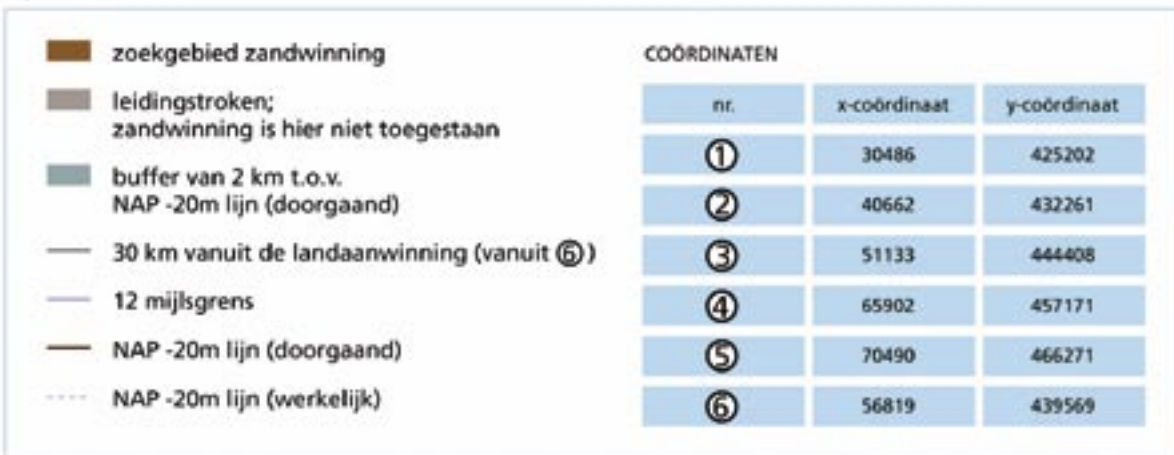 zoekgebied zandwinning
leidingstroken;
zandwinning is hier niet toegestaan
buffer van 2 km t.o.v.
NAP -20m lijn (doorgaand)
30 km vanuit de landaanwinning (vanuit ⑥)
12 mijlsgrens
NAP -20m lijn (doorgaand)
NAP -20m lijn (werkelijk)
COÖRDINATEN
nr. x-coördinaat y-coördinaat
① 30486 425202
② 40662 432261
③ 51133 444408
④ 65902 457171
⑤ 70490 466271
⑥ 56819 439569